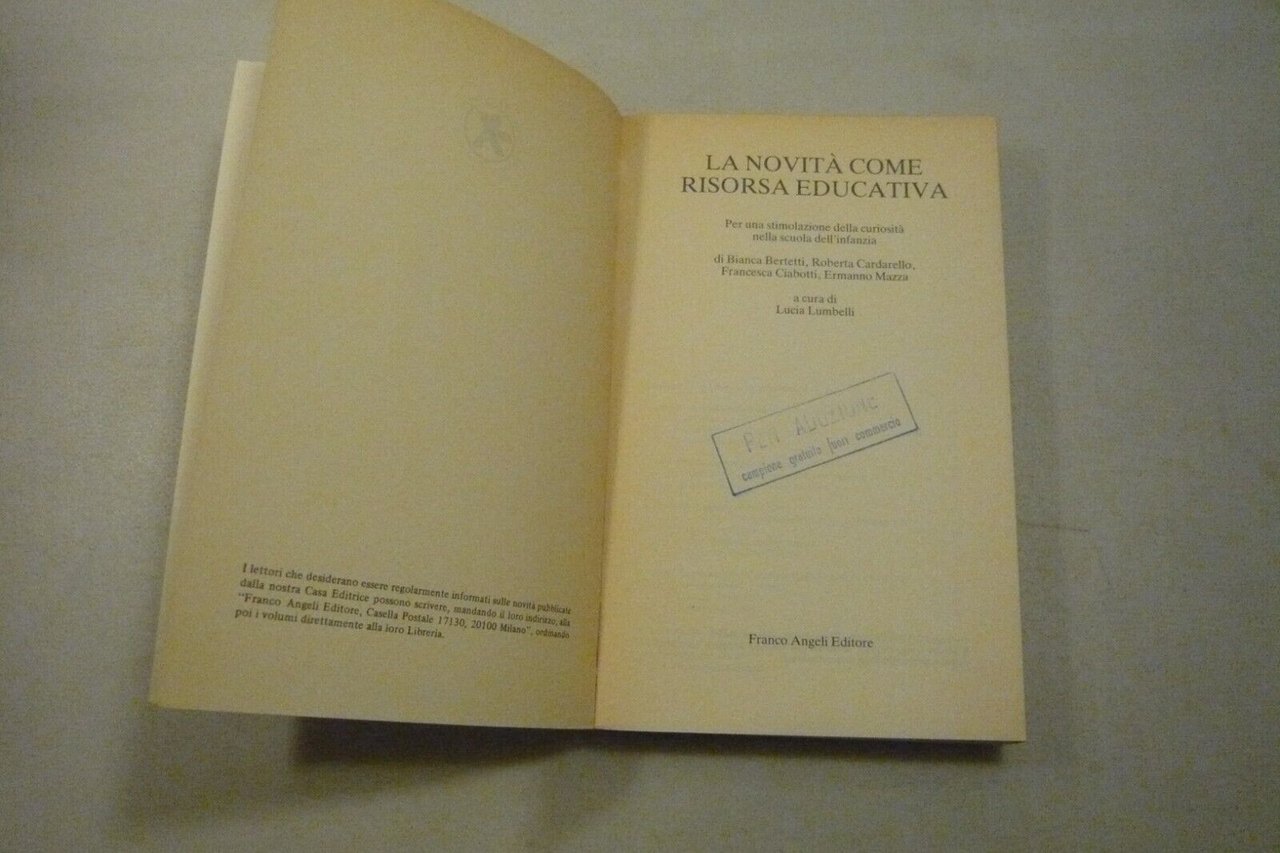 I lettori che desiderano essere regolarmente informati sulle novità pubblicate
dalla nostra Casa Editrice possono scrivere, mandando il loro indirizzo, alla
"Franco Angeli Editore, Casella Postale 17130, 20100 Milano", ordinando
poi i volumi direttamente alla loro Libreria.
LA NOVITÀ COME
RISORSA EDUCATIVA
Per una stimolazione della curiosità
nella scuola dell'infanzia
di Bianca Bertetti, Roberta Cardarello,
Francesca Ciabotti, Ermanno Mazza
a cura di
Lucia Lumbelli
PER ADOZIONE
campione gratuito fuori commercio
Franco Angeli Editore